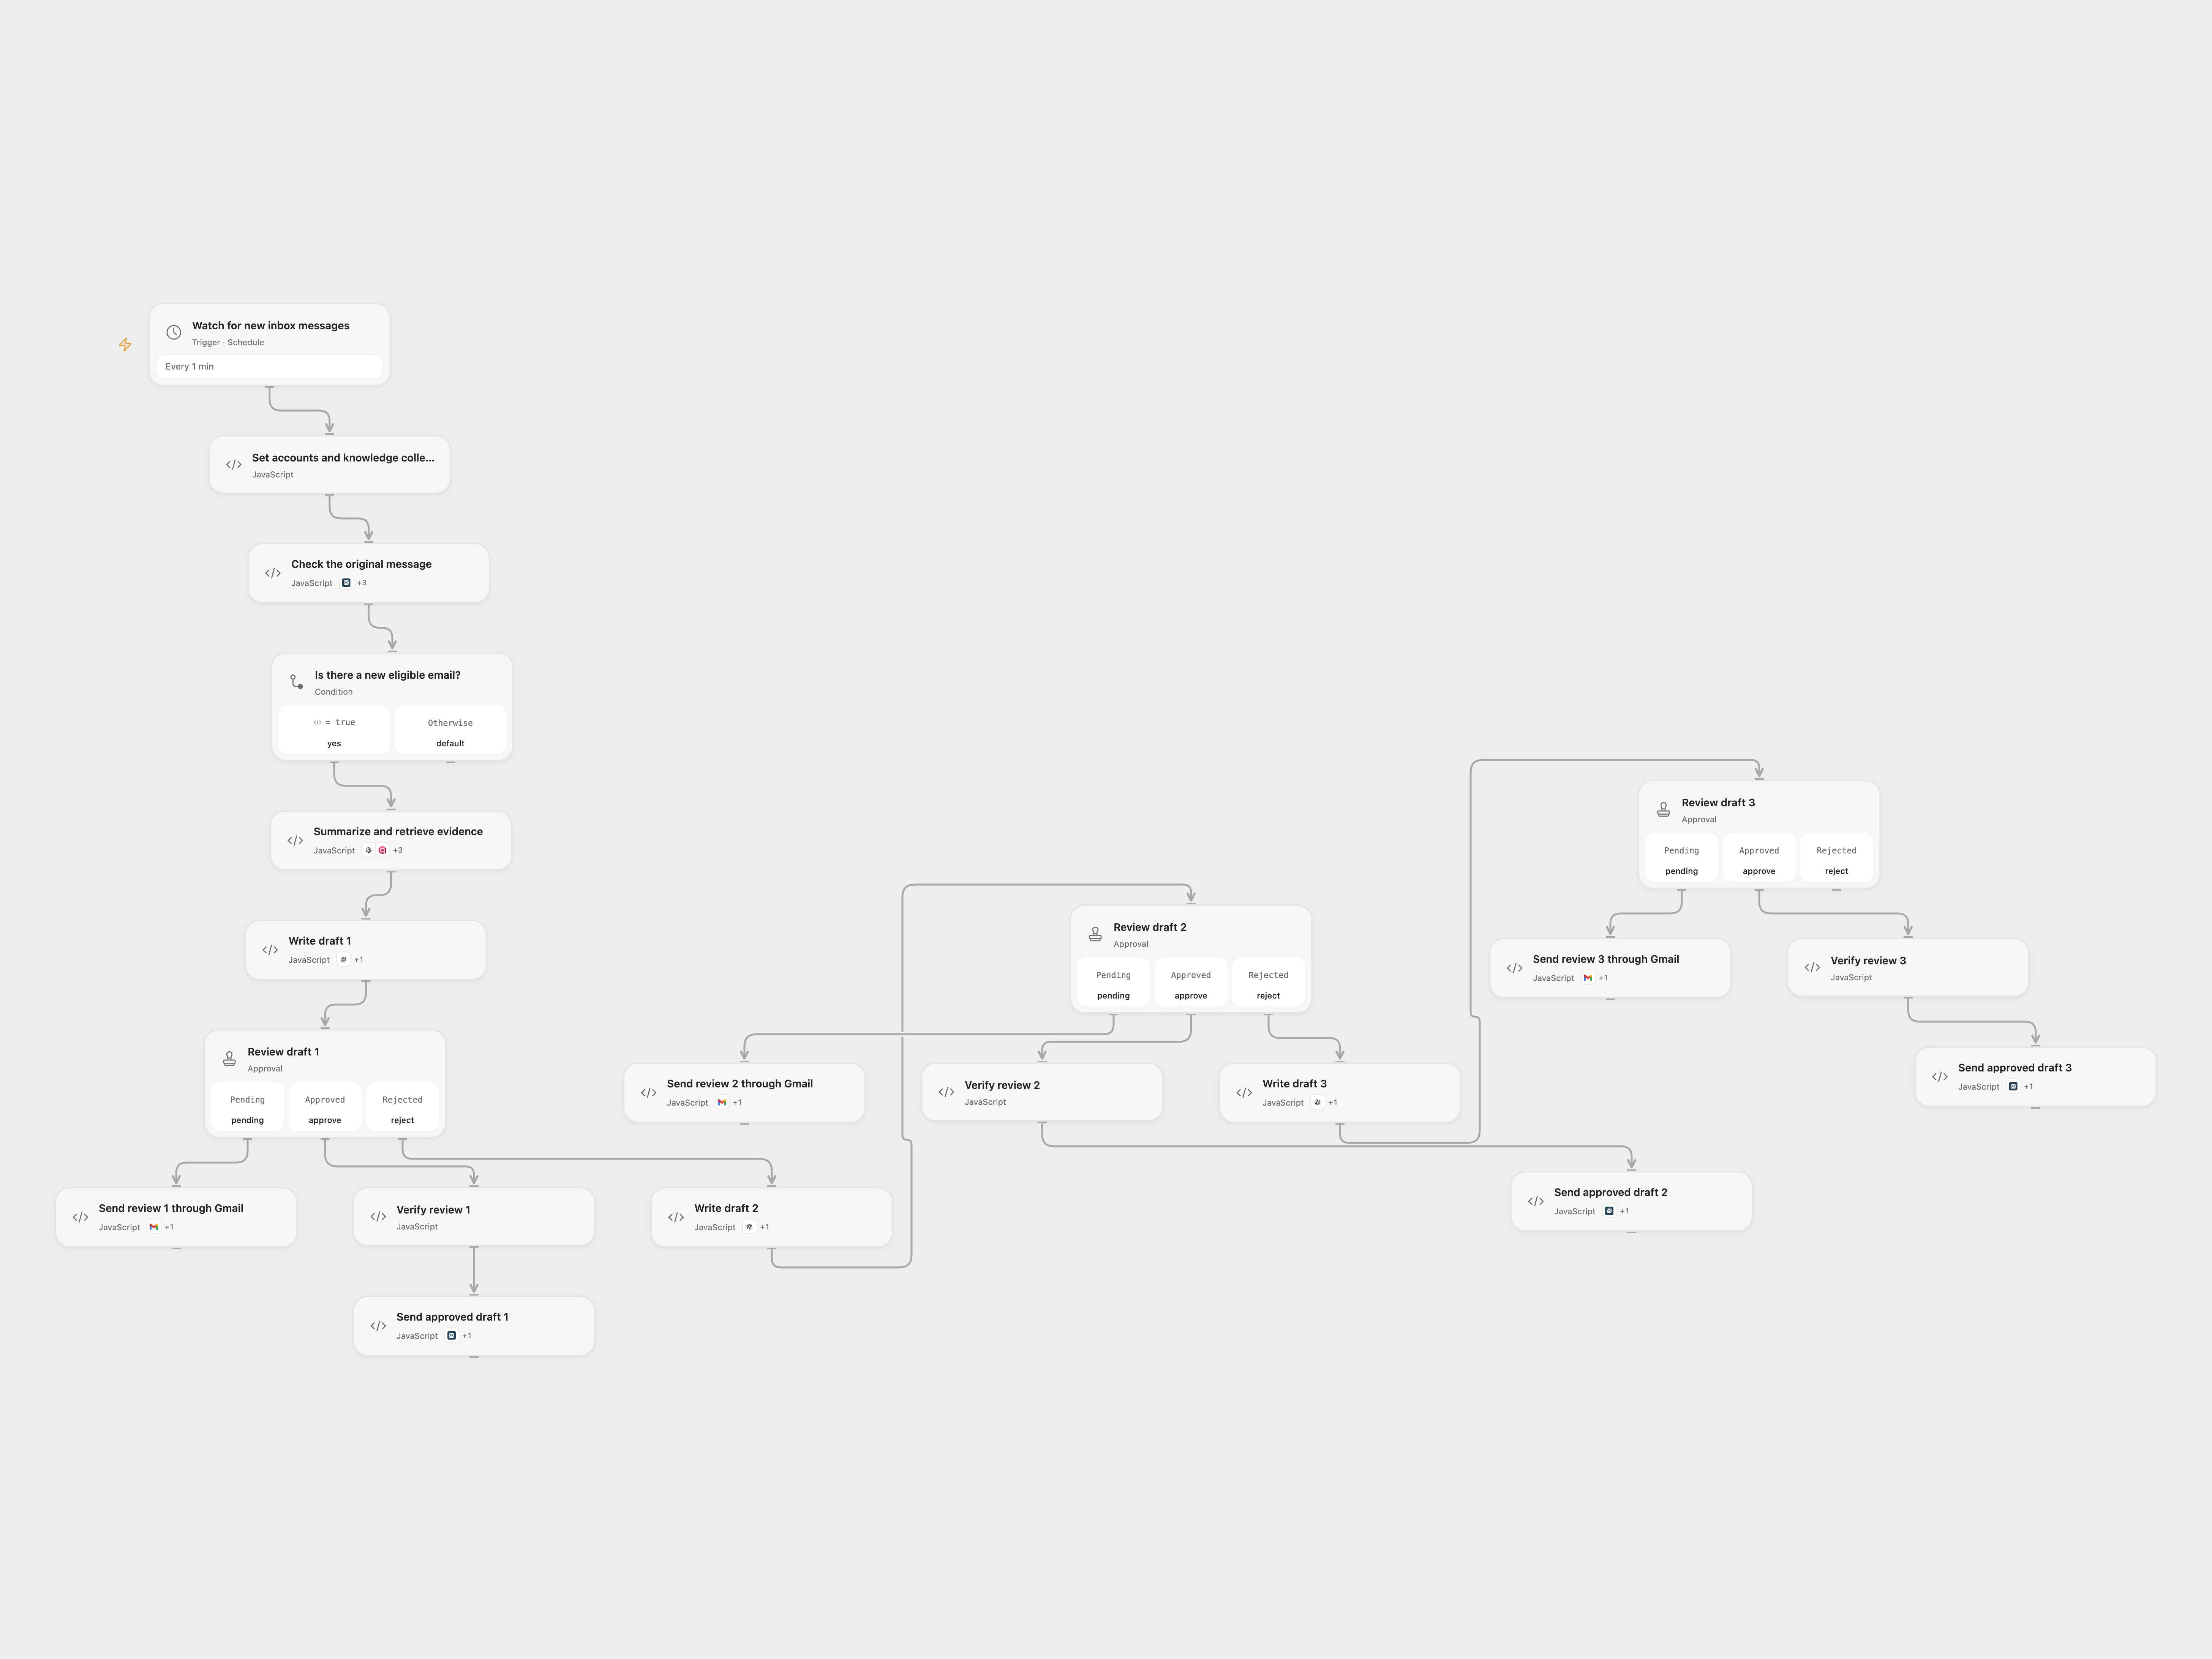 Watch for new inbox messages
Trigger · Schedule
Every 1 min
Set accounts and knowledge colle...
JavaScript
Check the original message
JavaScript +3
Is there a new eligible email?
Condition
</> = true
yes
Otherwise
default
Summarize and retrieve evidence
JavaScript +3
Write draft 1
JavaScript +1
Review draft 1
Approval
Pending
pending
Approved
approve
Rejected
reject
Send review 1 through Gmail
JavaScript +1
Verify review 1
JavaScript
Write draft 2
JavaScript +1
Send approved draft 1
JavaScript +1
Review draft 2
Approval
Pending
pending
Approved
approve
Rejected
reject
Send review 2 through Gmail
JavaScript +1
Verify review 2
JavaScript
Write draft 3
JavaScript +1
Send approved draft 2
JavaScript +1
Review draft 3
Approval
Pending
pending
Approved
approve
Rejected
reject
Send review 3 through Gmail
JavaScript +1
Verify review 3
JavaScript
Send approved draft 3
JavaScript +1